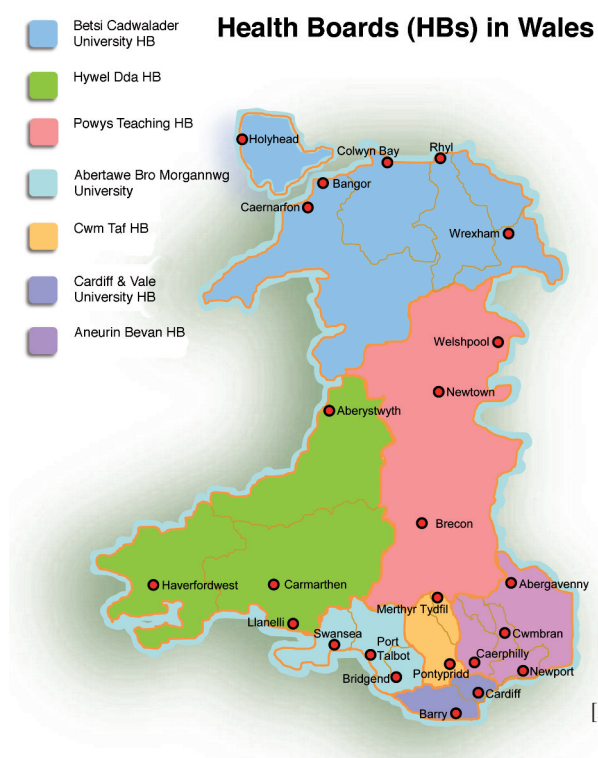 Health Boards (HBs) in Wales
Betsi Cadwalader
University HB
Hywel Dda HB
Powys Teaching HB
Abertawe Bro Morgannwg
University
Cwm Taf HB
Cardiff & Vale
University HB
Aneurin Bevan HB
Holyhead
Colwyn Bay
Rhyl
Bangor
Caernarfon
Wrexham
Welshpool
Newtown
Aberystwyth
Brecon
Haverfordwest
Carmarthen
Abergavenny
Merthyr Tydfil
Llanelli
Swansea
Port
Talbot
Cwmbran
Caerphilly
Bridgend
Pontypridd
Newport
Cardiff
Barry
[